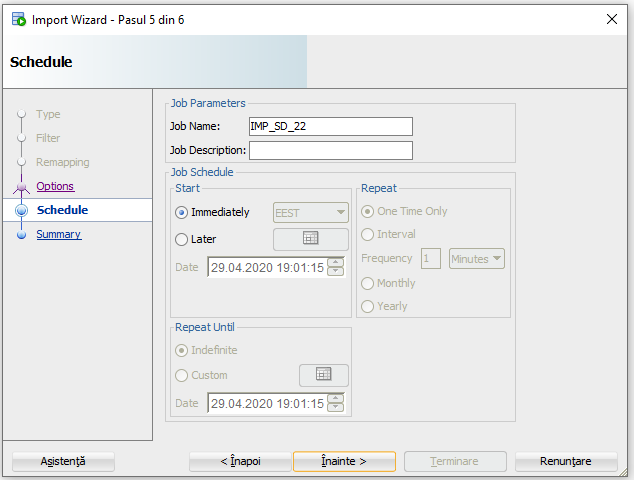 Import Wizard - Pasul 5 din 6
Schedule
Type
Filter
Remapping
Options
Schedule
Summary
Job Parameters
Job Name: IMP_SD_22
Job Description:
Job Schedule
Start
Immediately EEST
Later
Date 29.04.2020 19:01:15
Repeat
One Time Only
Interval
Frequency 1 Minutes
Monthly
Yearly
Repeat Until
Indefinite
Custom
Date 29.04.2020 19:01:15
Asistenţă < Înapoi Înainte > Terminare Renunţare